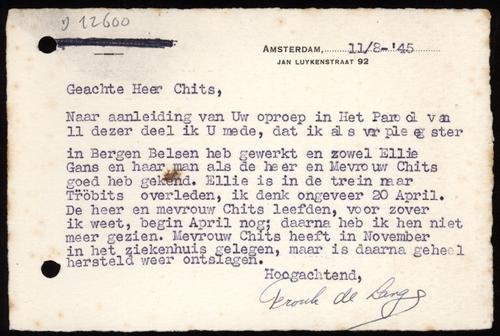 D 12600
AMSTERDAM, 11/8-'45
JAN LUYKENSTRAAT 92
Geachte Heer Chits,
Naar aanleiding van Uw oproep in Het Parool van
11 dezer deel ik U mede, dat ik als verpleegster
in Bergen Belsen heb gewerkt en zowel Ellie
Gans en haar man als de heer en Mevrouw Chits
goed heb gekend. Ellie is in de trein naar
Tröbits overleden, ik denk ongeveer 20 April.
De heer en mevrouw Chits leefden, voor zover
ik weet, begin April nog; daarna heb ik hen niet
meer gezien. Mevrouw Chits heeft in November
in het ziekenhuis gelegen, maar is daarna geheel
hersteld weer ontslagen.
Hoogachtend,
de Lange